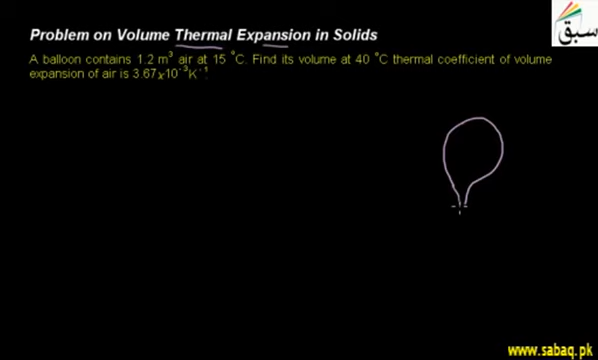 سبق
Problem on Volume Thermal Expansion in Solids
A balloon contains 1.2 m³ air at 15 °C. Find its volume at 40 °C thermal coefficient of volume
expansion of air is 3.67x10⁻³K⁻¹.
www.sabaq.pk